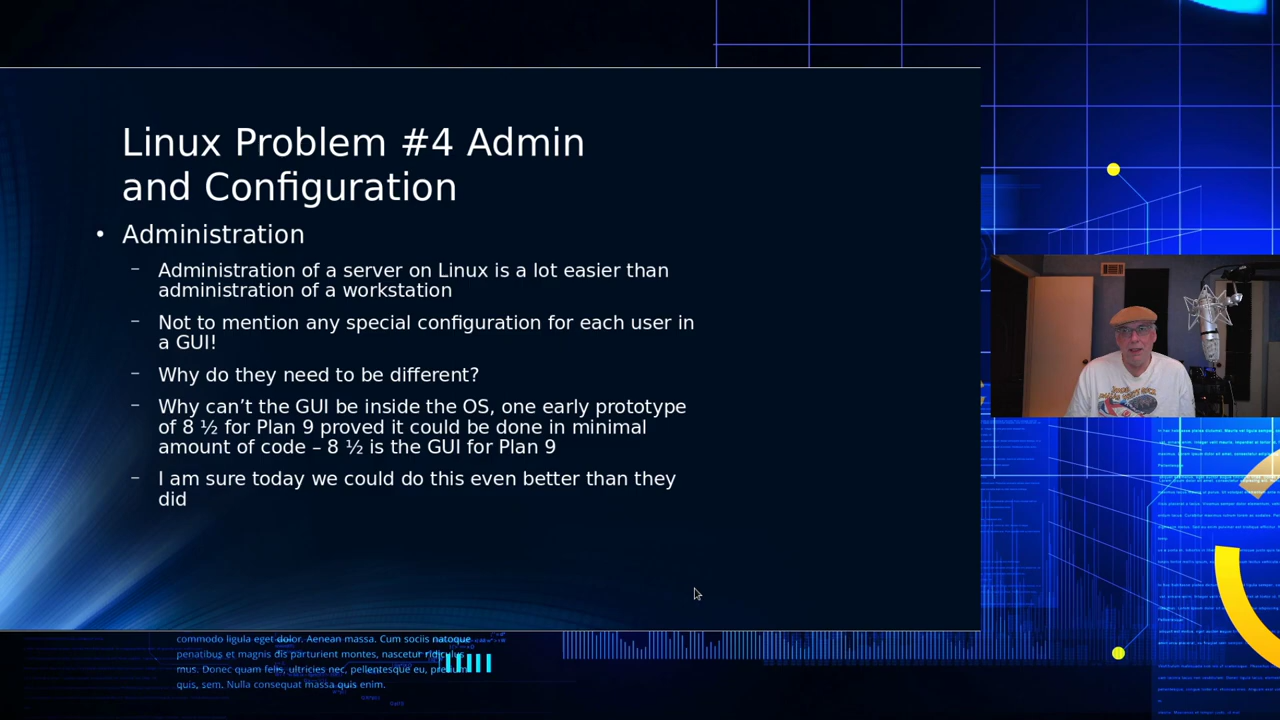 Linux Problem #4 Admin
and Configuration
• Administration
– Administration of a server on Linux is a lot easier than
administration of a workstation
– Not to mention any special configuration for each user in
a GUI!
– Why do they need to be different?
– Why can’t the GUI be inside the OS, one early prototype
of 8 ½ for Plan 9 proved it could be done in minimal
amount of code – 8 ½ is the GUI for Plan 9
– I am sure today we could do this even better than they
did
commodo ligula eget dolor. Aenean massa. Cum sociis natoque
penatibus et magnis dis parturient montes, nascetur ridiculus
mus. Donec quam felis, ultricies nec, pellentesque eu, pretium
quis, sem. Nulla consequat massa quis enim.